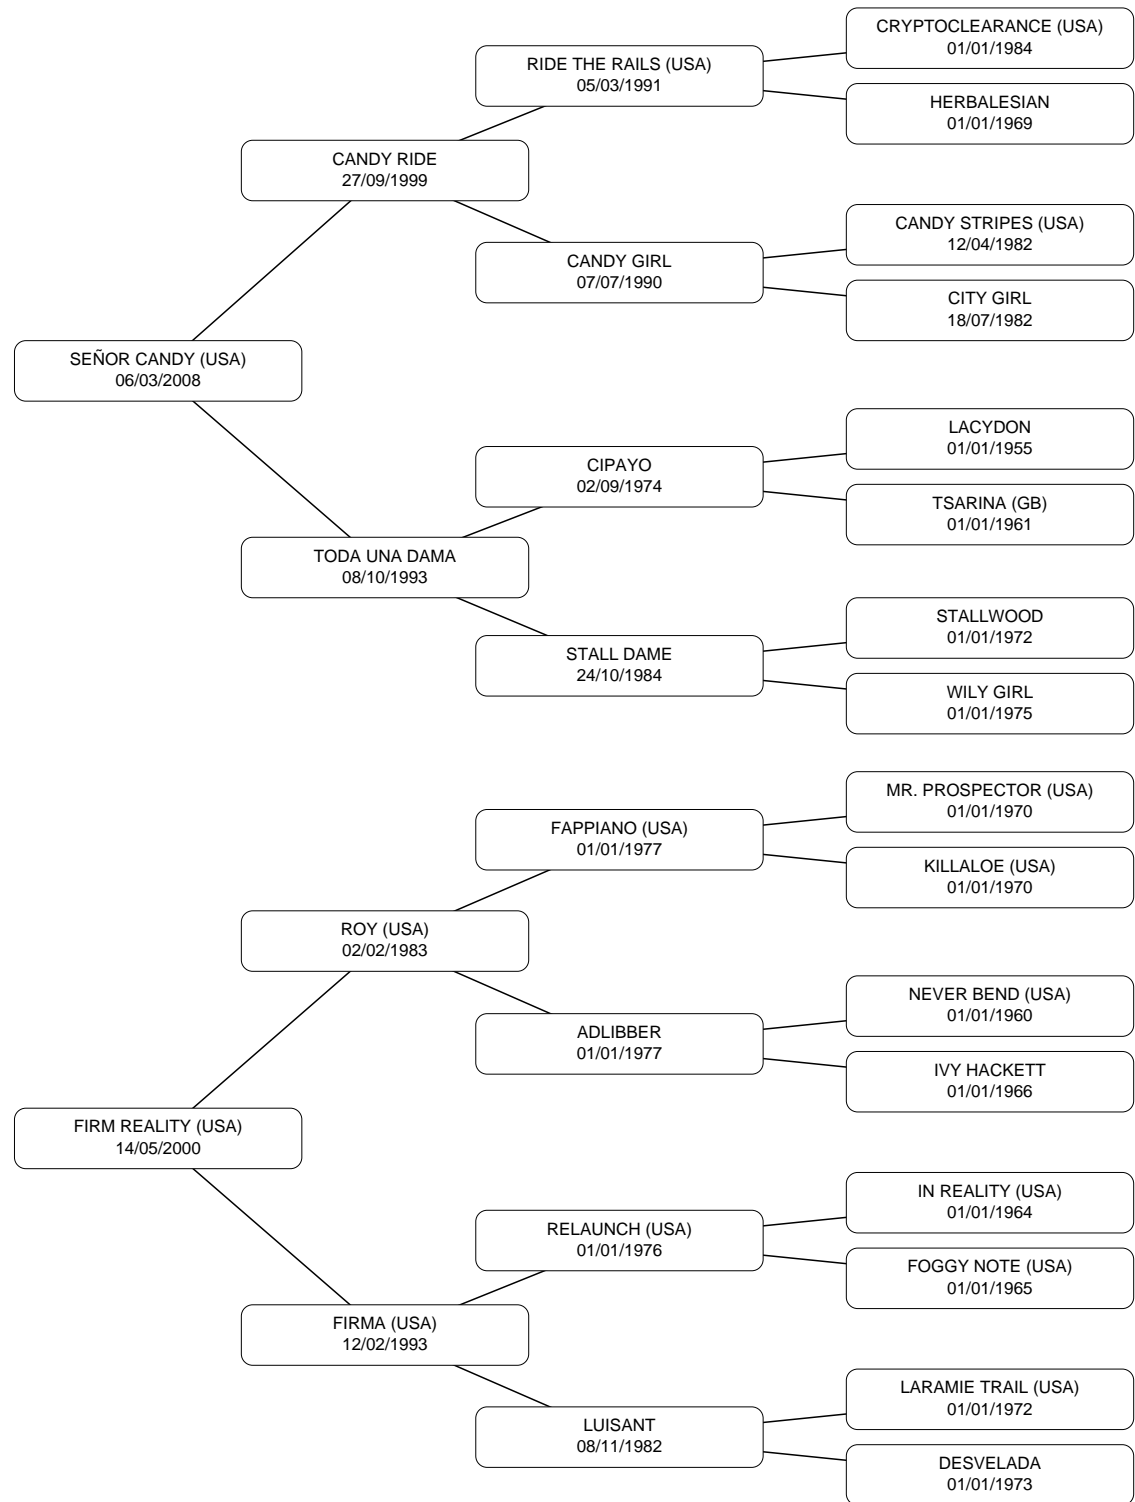 CRYPTOCLEARANCE (USA)
01/01/1984
RIDE THE RAILS (USA)
05/03/1991
HERBALESIAN
01/01/1969
CANDY RIDE
27/09/1999
CANDY STRIPES (USA)
12/04/1982
CANDY GIRL
07/07/1990
CITY GIRL
18/07/1982
SEÑOR CANDY (USA)
06/03/2008
LACYDON
01/01/1955
CIPAYO
02/09/1974
TSARINA (GB)
01/01/1961
TODA UNA DAMA
08/10/1993
STALLWOOD
01/01/1972
STALL DAME
24/10/1984
WILY GIRL
01/01/1975
MR. PROSPECTOR (USA)
01/01/1970
FAPPIANO (USA)
01/01/1977
KILLALOE (USA)
01/01/1970
ROY (USA)
02/02/1983
NEVER BEND (USA)
01/01/1960
ADLIBBER
01/01/1977
IVY HACKETT
01/01/1966
FIRM REALITY (USA)
14/05/2000
IN REALITY (USA)
01/01/1964
RELAUNCH (USA)
01/01/1976
FOGGY NOTE (USA)
01/01/1965
FIRMA (USA)
12/02/1993
LARAMIE TRAIL (USA)
01/01/1972
LUISANT
08/11/1982
DESVELADA
01/01/1973